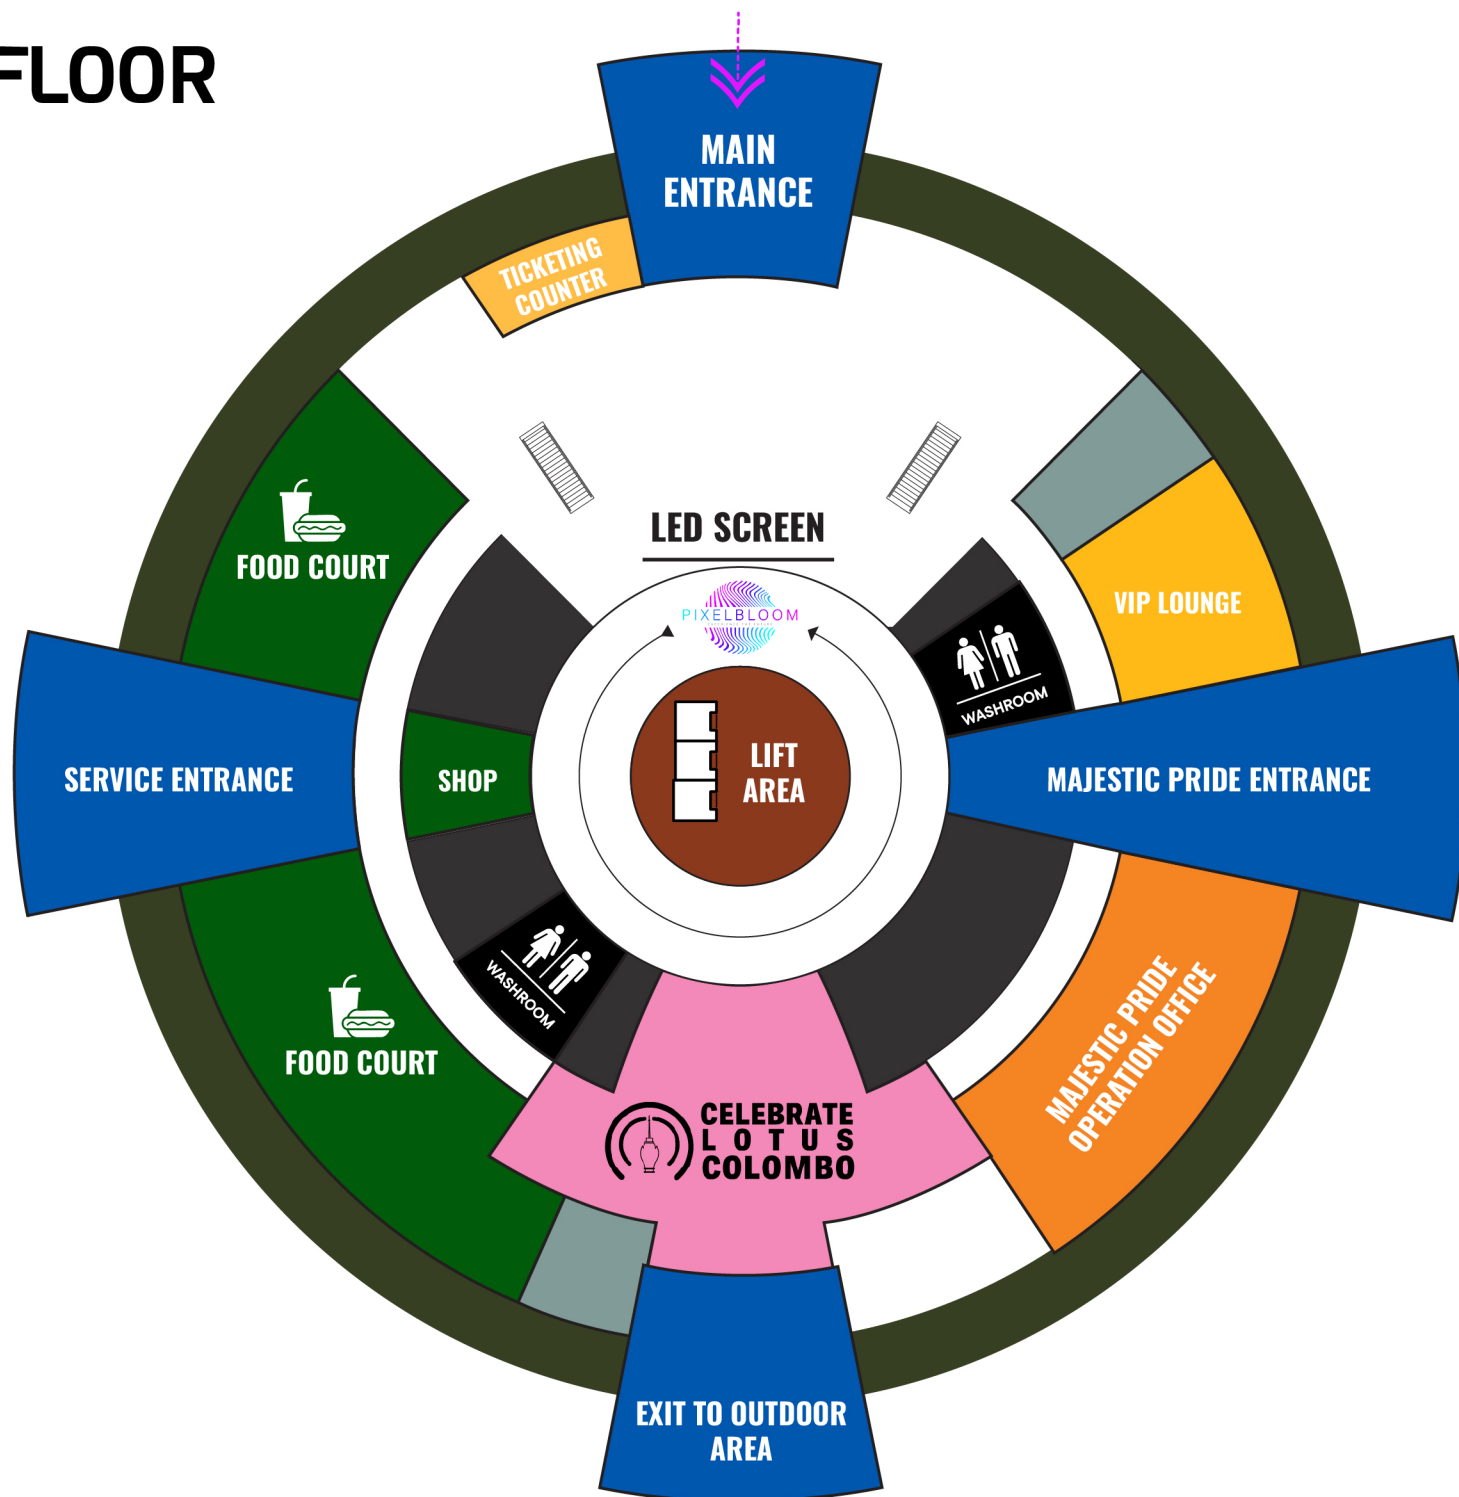 FLOOR
MAIN
ENTRANCE
TICKETING
COUNTER
FOOD COURT
LED SCREEN
PIXELBLOOM
VIP LOUNGE
WASHROOM
SERVICE ENTRANCE
SHOP
LIFT
AREA
MAJESTIC PRIDE ENTRANCE
WASHROOM
FOOD COURT
MAJESTIC PRIDE
OPERATION OFFICE
CELEBRATE
LOTUS
COLOMBO
EXIT TO OUTDOOR
AREA